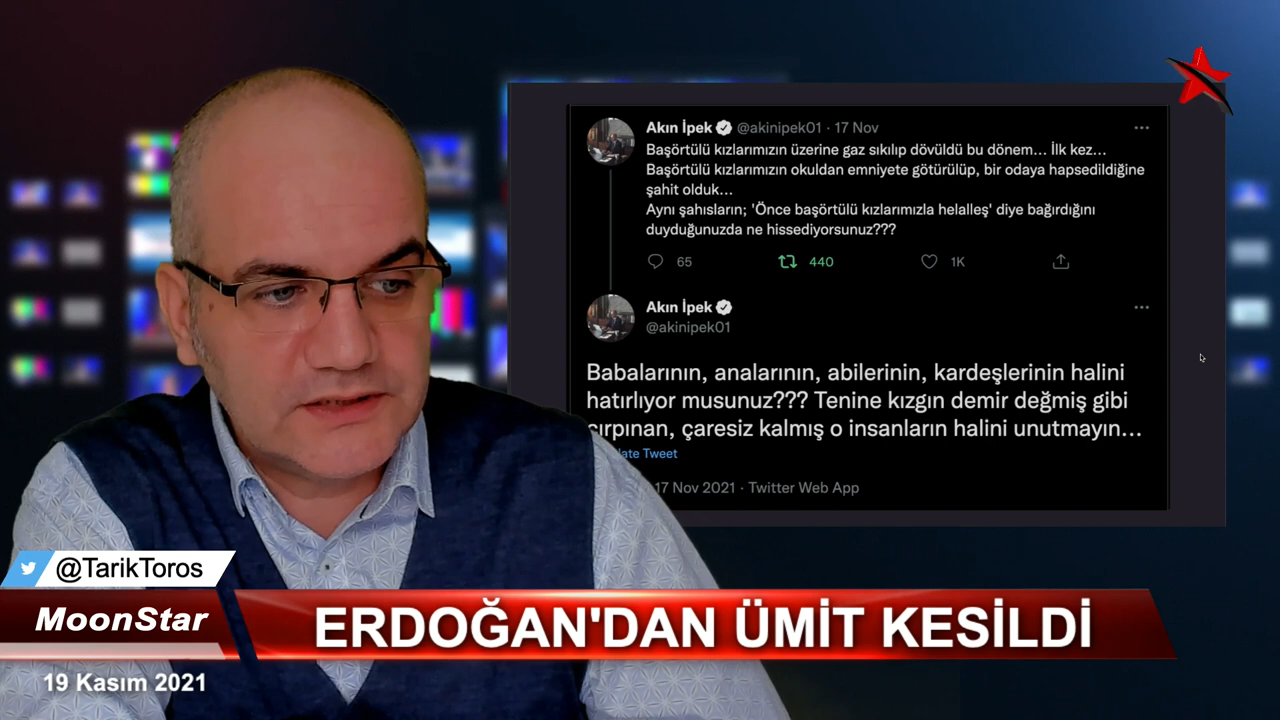 Akın İpek @akinipek01 · 17 Nov
Başörtülü kızlarımızın üzerine gaz sıkılıp dövüldü bu dönem... İlk kez...
Başörtülü kızlarımızın okuldan emniyete götürülüp, bir odaya hapsedildiğine
şahit olduk...
Aynı şahısların; 'Önce başörtülü kızlarımızla helalleş' diye bağırdığını
duyduğunuzda ne hissediyorsunuz???
65 440 1K
Akın İpek
@akinipek01
Babalarının, analarının, abilerinin, kardeşlerinin halini
hatırlıyor musunuz??? Tenine kızgın demir değmiş gibi
çırpınan, çaresiz kalmış o insanların halini unutmayın...
Tweet
17 Nov 2021 · Twitter Web App
@TarikToros
MoonStar
ERDOĞAN'DAN ÜMİT KESİLDİ
19 Kasım 2021